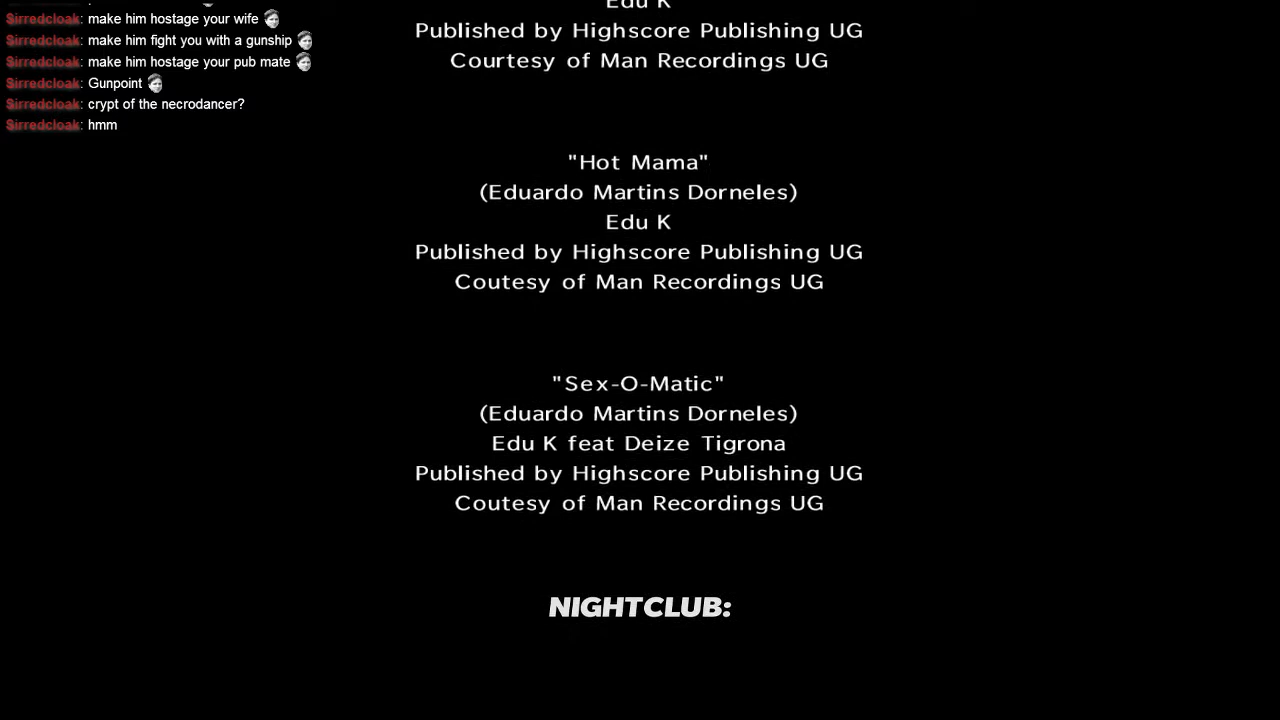 Sirredcloak: make him hostage your wife
Sirredcloak: make him fight you with a gunship
Sirredcloak: make him hostage your pub mate
Sirredcloak: Gunpoint
Sirredcloak: crypt of the necrodancer?
Sirredcloak: hmm
Edu K
Published by Highscore Publishing UG
Courtesy of Man Recordings UG
"Hot Mama"
(Eduardo Martins Dorneles)
Edu K
Published by Highscore Publishing UG
Coutesy of Man Recordings UG
"Sex-O-Matic"
(Eduardo Martins Dorneles)
Edu K feat Deize Tigrona
Published by Highscore Publishing UG
Coutesy of Man Recordings UG
NIGHTCLUB: